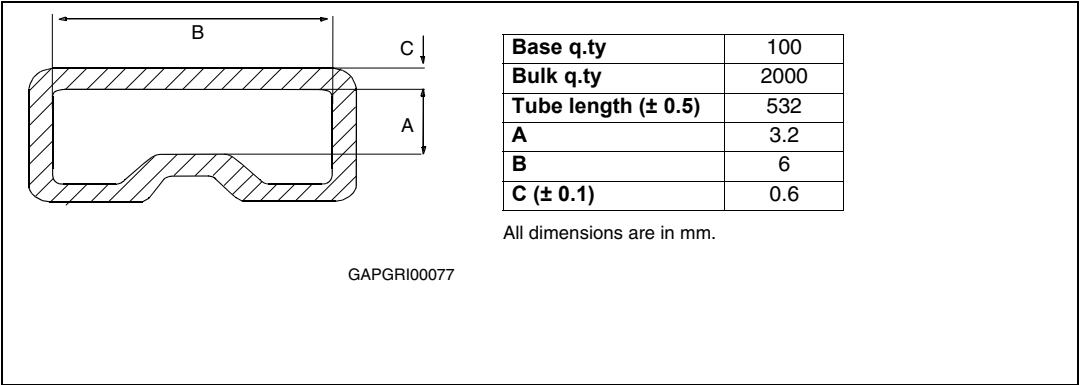 B
C
A
Base q.ty 100
Bulk q.ty 2000
Tube length (± 0.5) 532
A 3.2
B 6
C (± 0.1) 0.6
All dimensions are in mm.
GAPGRI00077